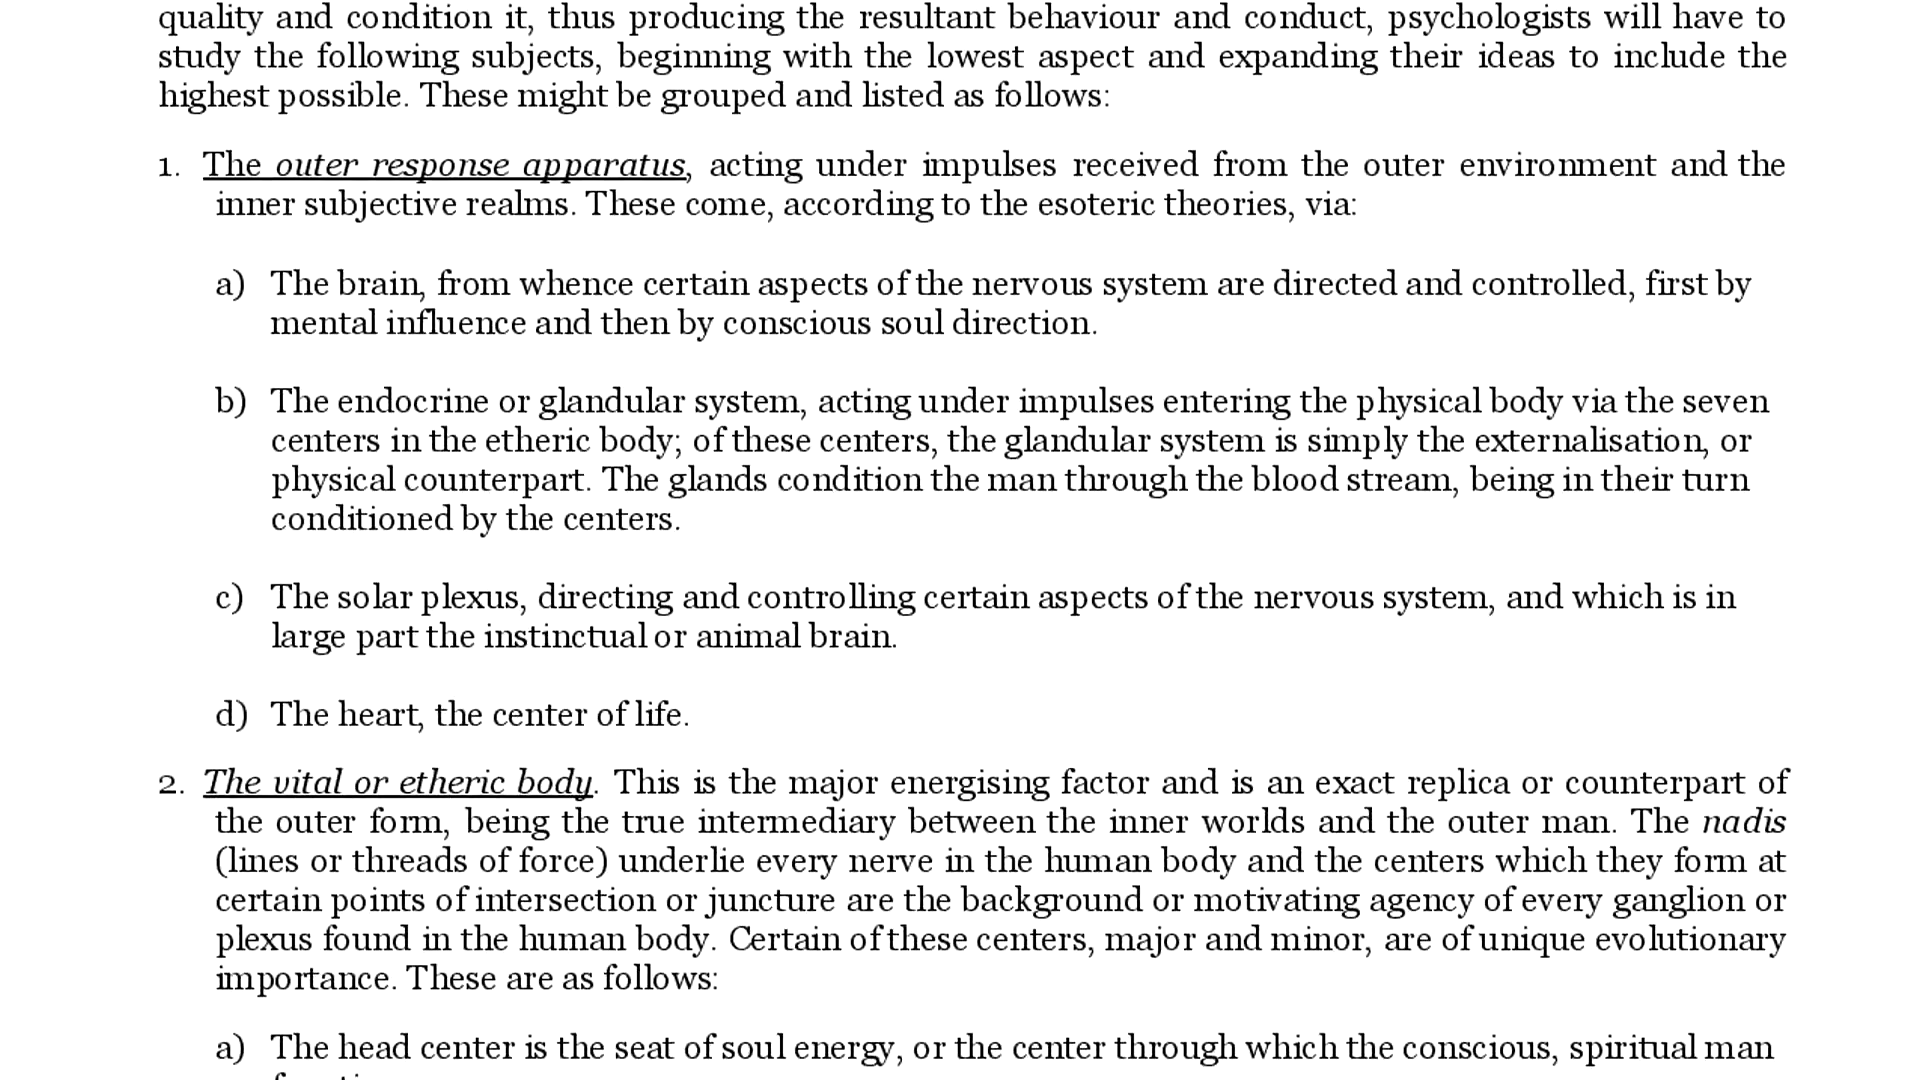 quality and condition it, thus producing the resultant behaviour and conduct, psychologists will have to
study the following subjects, beginning with the lowest aspect and expanding their ideas to include the
highest possible. These might be grouped and listed as follows:
1. The outer response apparatus, acting under impulses received from the outer environment and the
inner subjective realms. These come, according to the esoteric theories, via:
a) The brain, from whence certain aspects of the nervous system are directed and controlled, first by
mental influence and then by conscious soul direction.
b) The endocrine or glandular system, acting under impulses entering the physical body via the seven
centers in the etheric body; of these centers, the glandular system is simply the externalisation, or
physical counterpart. The glands condition the man through the blood stream, being in their turn
conditioned by the centers.
c) The solar plexus, directing and controlling certain aspects of the nervous system, and which is in
large part the instinctual or animal brain.
d) The heart, the center of life.
2. The vital or etheric body. This is the major energising factor and is an exact replica or counterpart of
the outer form, being the true intermediary between the inner worlds and the outer man. The nadis
(lines or threads of force) underlie every nerve in the human body and the centers which they form at
certain points of intersection or juncture are the background or motivating agency of every ganglion or
plexus found in the human body. Certain of these centers, major and minor, are of unique evolutionary
importance. These are as follows:
a) The head center is the seat of soul energy, or the center through which the conscious, spiritual man